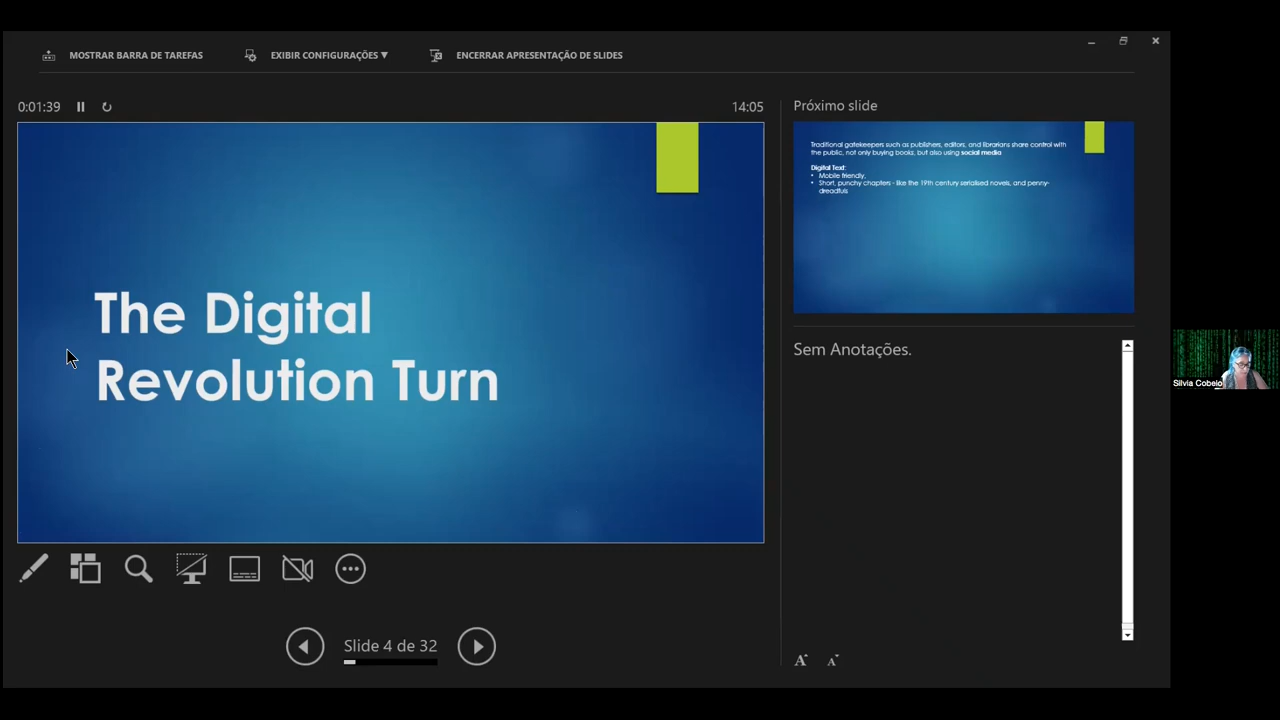 MOSTRAR BARRA DE TAREFAS
EXIBIR CONFIGURAÇÕES ▼
ENCERRAR APRESENTAÇÃO DE SLIDES
0:01:39
14:05
The Digital
Revolution Turn
Slide 4 de 32
Próximo slide
Traditional gatekeepers such as publishers, editors, and librarians share control with
the public, not only buying books, but also using social media
Digital Text:
• Mobile friendly,
• Short, punchy chapters - like the 19th century serialised novels, and penny-
dreadfuls
Sem Anotações.
A A
Silvia Cobelo